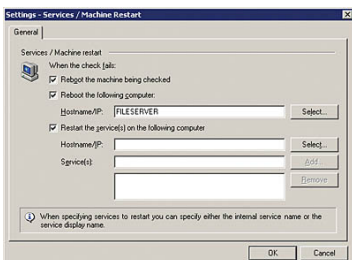 Settings - Services / Machine Restart
General
Services / Machine restart
When the check fails:
Reboot the machine being checked
Reboot the following computer:
Hostname/IP: FILESERVER Select...
Restart the service(s) on the following computer
Hostname/IP: Select...
Service(s): Add...
Remove
When specifying services to restart you can specify either the internal service name or the
service display name.
OK Cancel